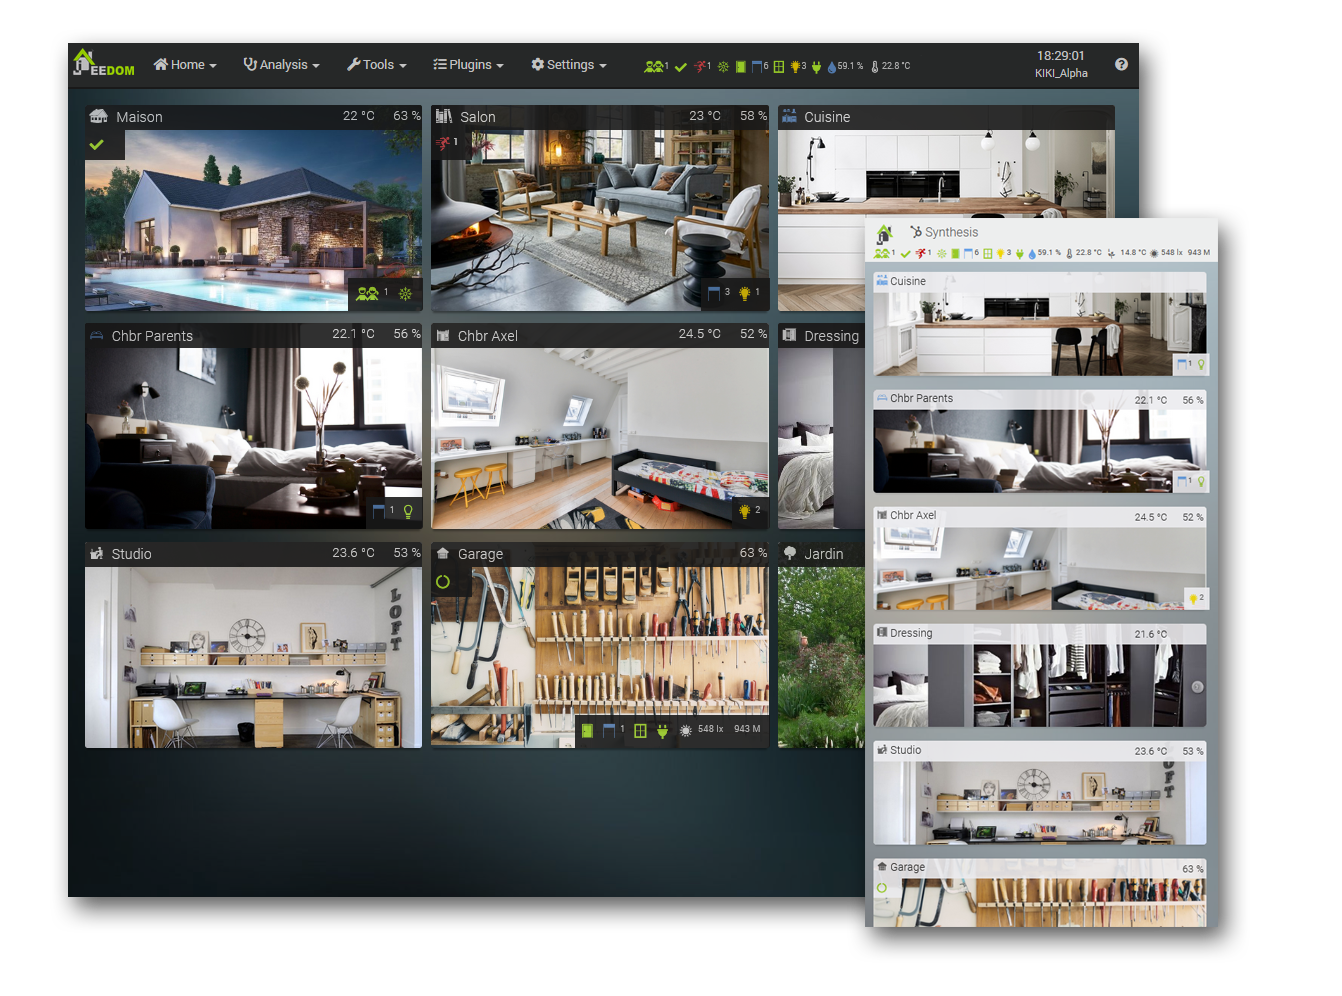 JEEDOM
Home
Analysis
Tools
Plugins
Settings
1 1 6 3 59.1 % 22.8 °C
18:29:01
KIKI_Alpha
?
Maison 22 °C 63 %
1
Salon 23 °C 58 %
1
3 1
Cuisine
Chbr Parents 22.1 °C 56 %
1
Chbr Axel 24.5 °C 52 %
2
Dressing
Studio 23.6 °C 53 %
LOFT
Garage 63 %
1 548 lx 943 M
Jardin
Synthesis
1 1 6 3 59.1 % 22.8 °C 14.8 °C 548 lx 943 M
Cuisine
1
Chbr Parents 22.1 °C 56 %
1
Chbr Axel 24.5 °C 52 %
2
Dressing 21.6 °C
Studio 23.6 °C 53 %
OFT
Garage 63 %